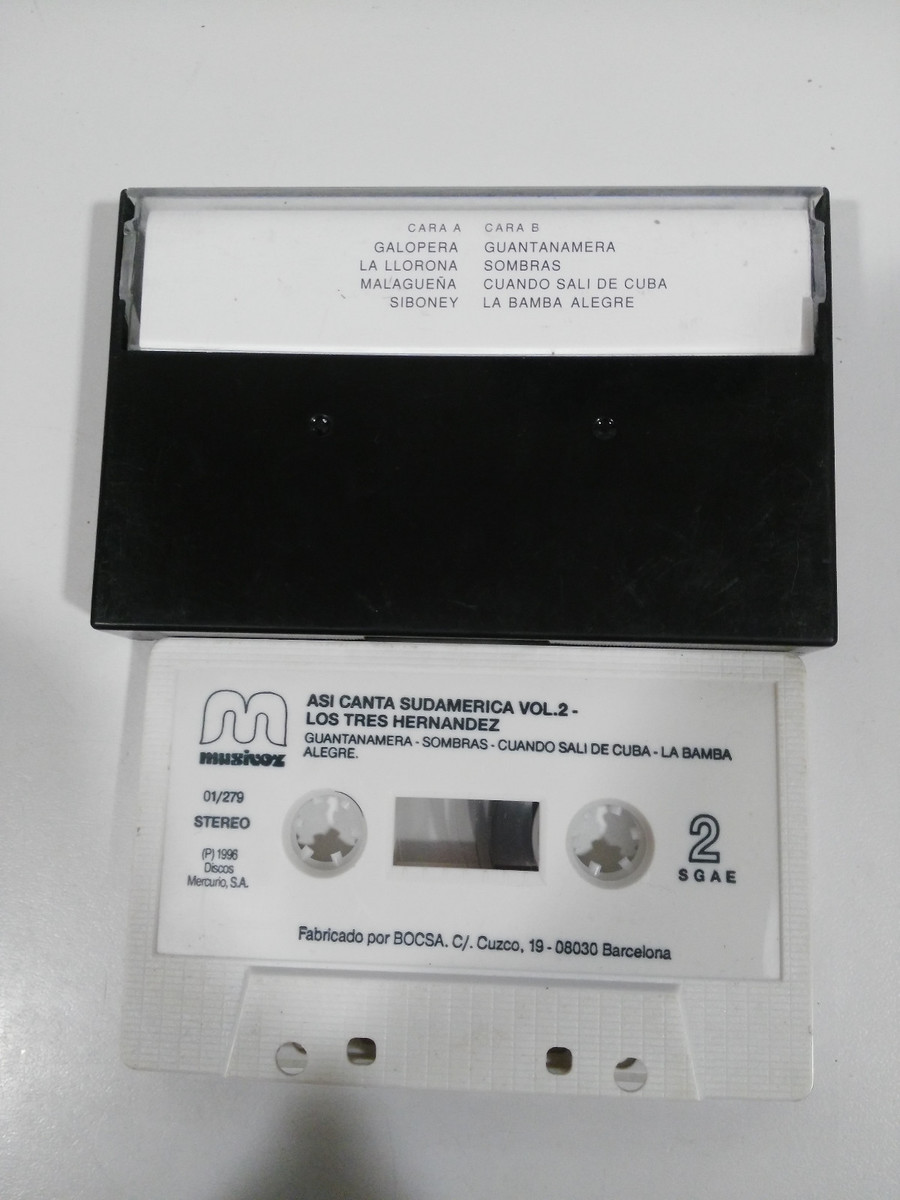 CARA A CARA B
GALOPERA GUANTANAMERA
LA LLORONA SOMBRAS
MALAGUEÑA CUANDO SALI DE CUBA
SIBONEY LA BAMBA ALEGRE
musivoz
ASI CANTA SUDAMERICA VOL.2 -
LOS TRES HERNANDEZ
GUANTANAMERA - SOMBRAS - CUANDO SALI DE CUBA - LA BAMBA
ALEGRE.
01/279
STEREO
(P) 1996
Discos
Mercurio, S.A.
2
SGAE
Fabricado por BOCSA. C/. Cuzco, 19 - 08030 Barcelona